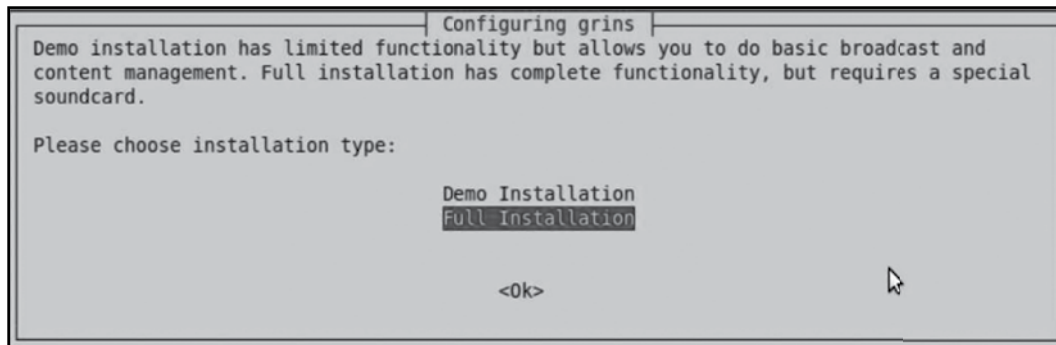 Configuring grins
Demo installation has limited functionality but allows you to do basic broadcast and
content management. Full installation has complete functionality, but requires a special
soundcard.
Please choose installation type:
Demo Installation
Full Installation
<Ok>